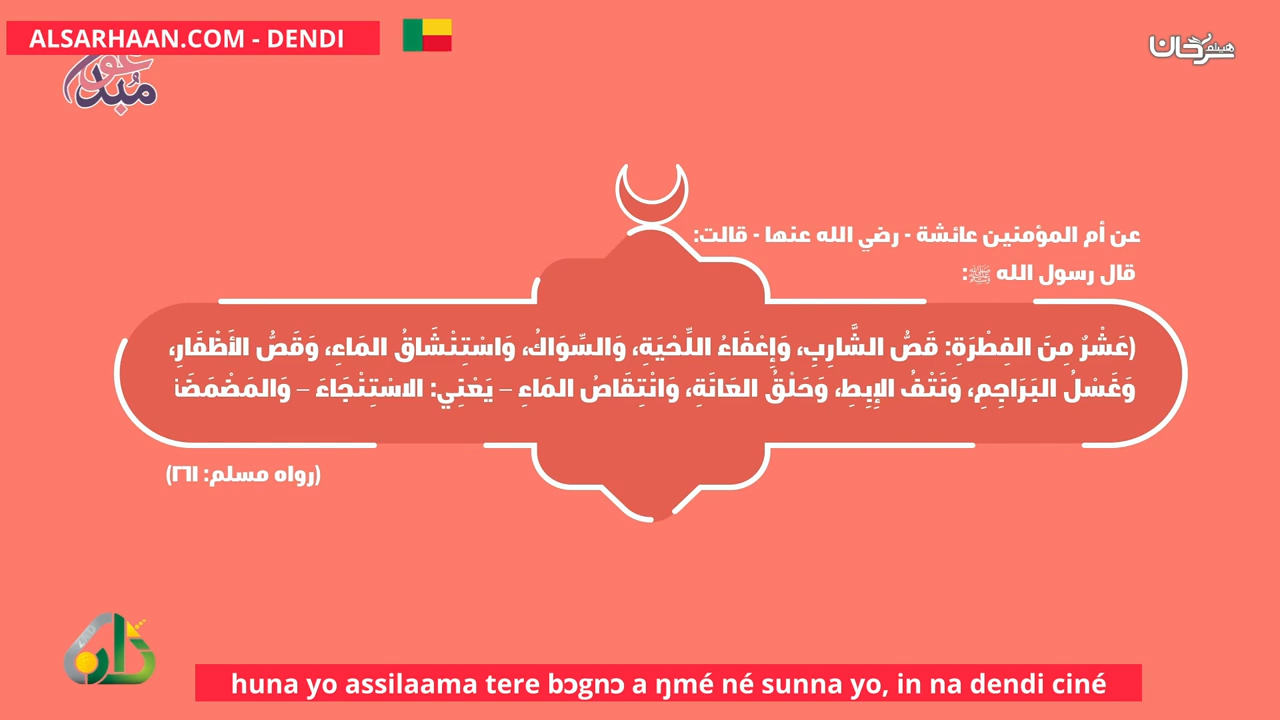 ALSARHAAN.COM - DENDI
هيثم سرحان
عن أم المؤمنين عائشة - رضي الله عنها - قالت:
قال رسول الله ﷺ:
(عَشْرٌ مِنَ الفِطْرَةِ: قَصُّ الشَّارِبِ، وَإِعْفَاءُ اللِّحْيَةِ، وَالسِّوَاكُ، وَاسْتِنْشَاقُ المَاءِ، وَقَصُّ الأَظْفَارِ،
وَغَسْلُ البَرَاجِمِ، وَنَتْفُ الإِبِطِ، وَحَلْقُ العَانَةِ، وَانْتِقَاصُ المَاءِ – يَعْنِي: الاسْتِنْجَاءَ – وَالمَضْمَضَ
(رواه مسلم: ٢٦١)
huna yo assilaama tere bɔgnɔ a ŋmé né sunna yo, in na dendi ciné